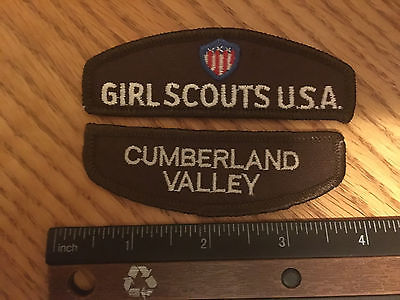 GIRL SCOUTS U.S.A.
CUMBERLAND
VALLEY
inch 1 2 3 4